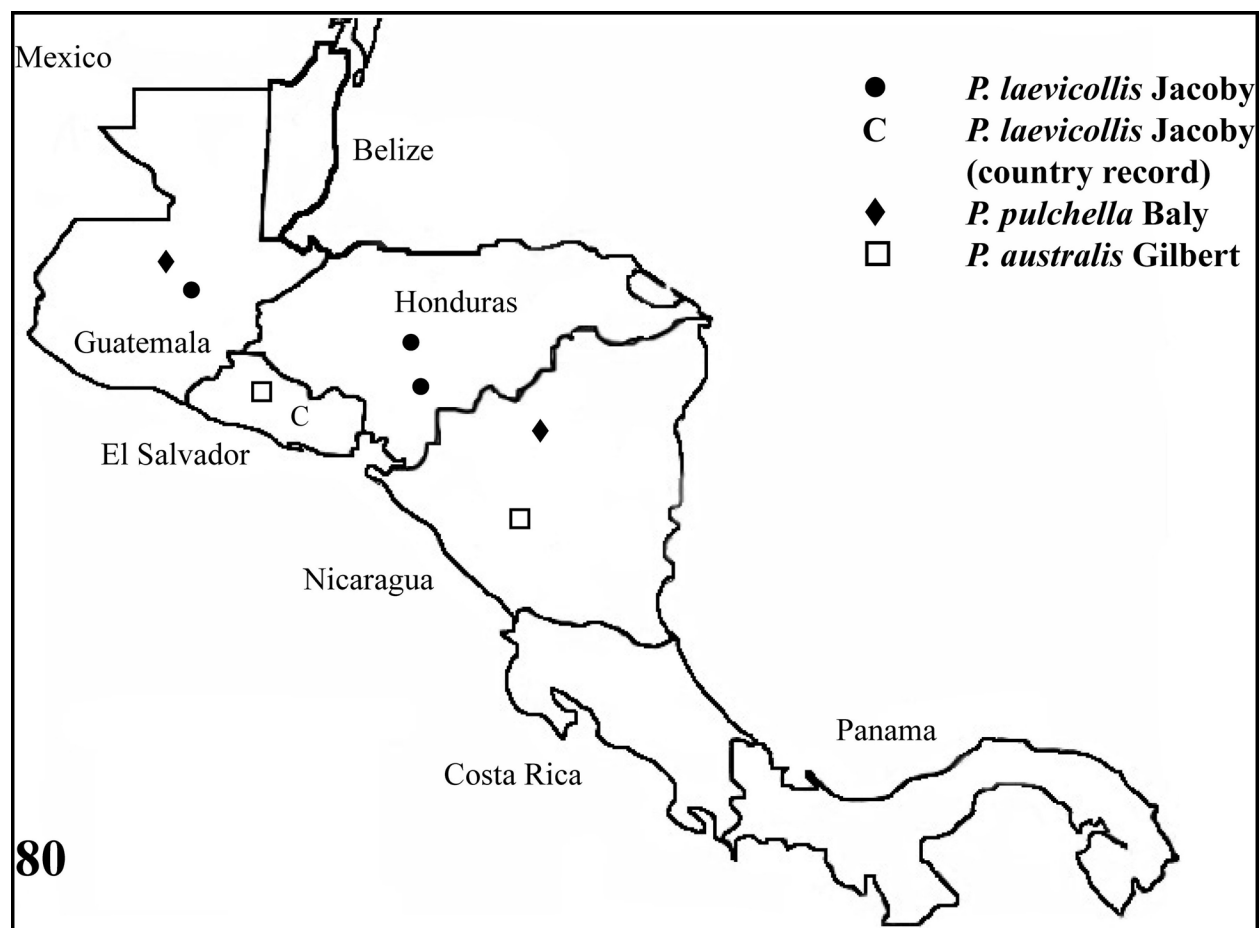 Mexico
P. laevicollis Jacoby
C P. laevicollis Jacoby
(country record)
P. pulchella Baly
P. australis Gilbert
Belize
Honduras
Guatemala
C
El Salvador
Nicaragua
Panama
Costa Rica
80